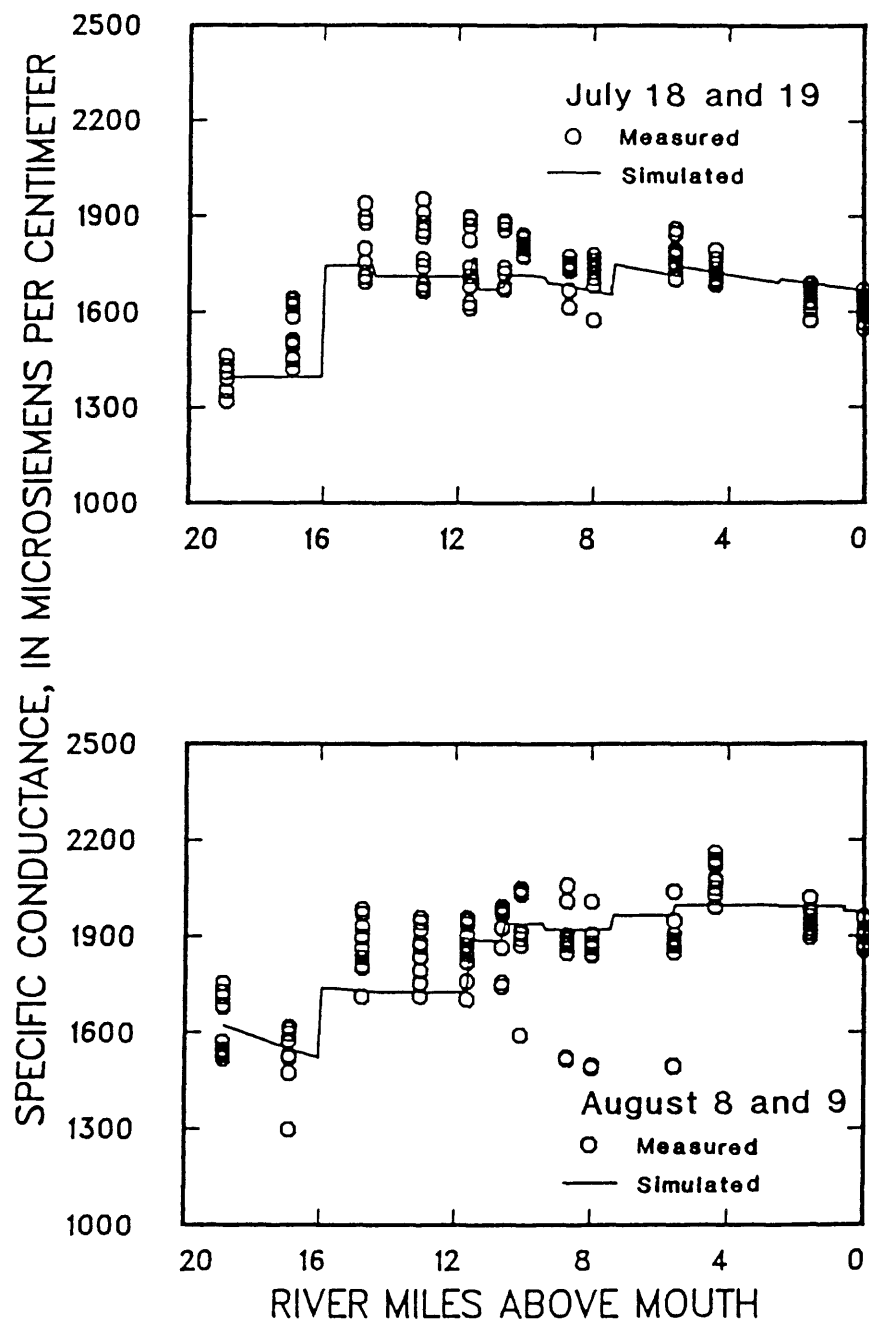 SPECIFIC CONDUCTANCE, IN MICROSIEMENS PER CENTIMETER
2500
2200
1900
1600
1300
1000
July 18 and 19
Measured
Simulated
20 16 12 8 4 0
2500
2200
1900
1600
1300
1000
August 8 and 9
Measured
Simulated
20 16 12 8 4 0
RIVER MILES ABOVE MOUTH